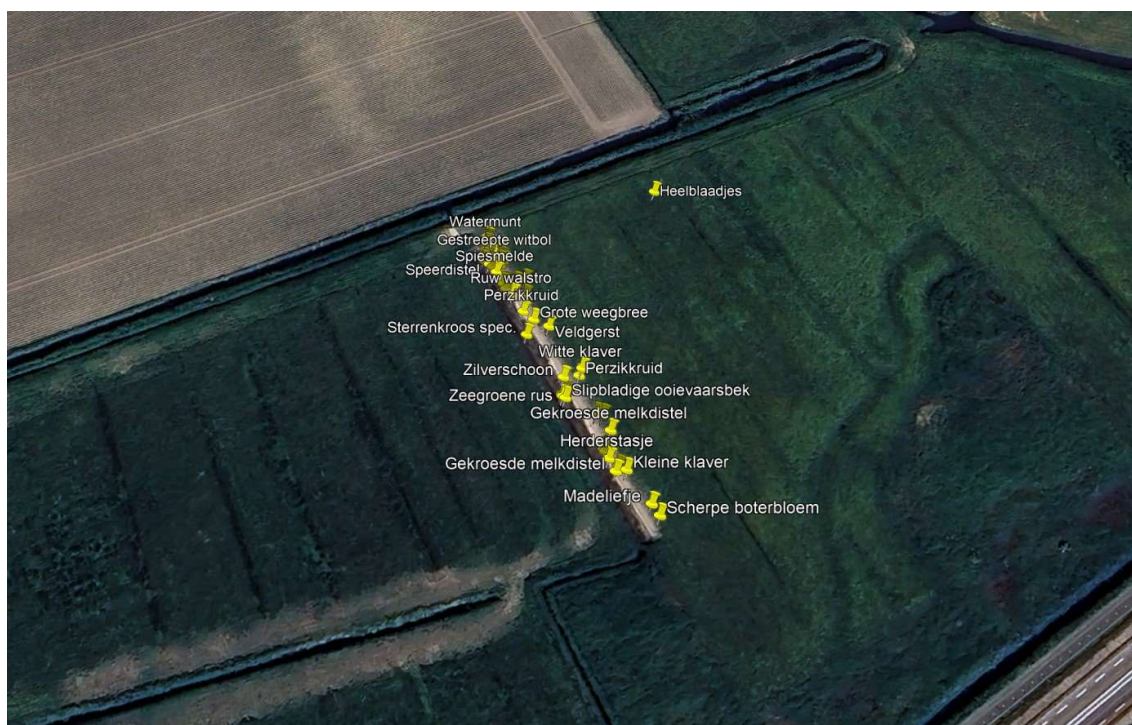 Heelblaadjes
Watermunt
Gestreepte witbol
Spiesmelde
Speerdistel
Ruw walstro
Perzikkruid
Grote weegbree
Sterrenkroos spec.
Veldgerst
Witte klaver
Zilverschoon
Perzikkruid
Zeegroene rus
Slipbladige ooievaarsbek
Gekroesde melkdistel
Herderstasje
Gekroesde melkdistel
Kleine klaver
Madeliefje
Scherpe boterbloem